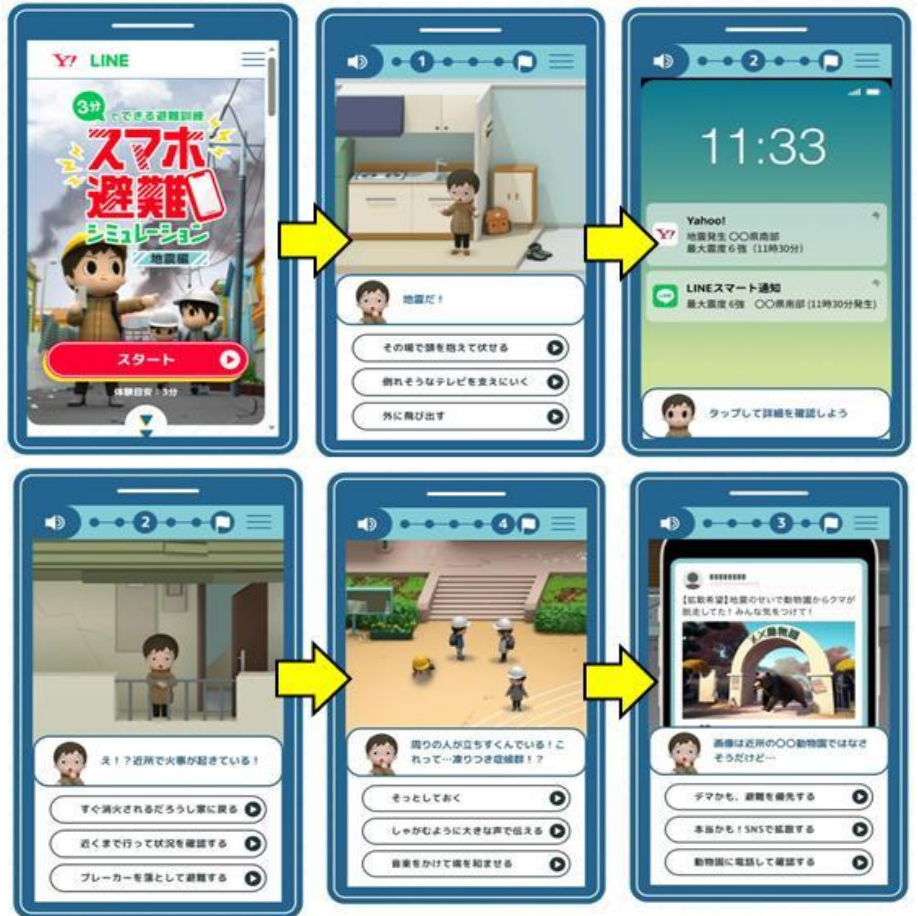 Y! LINE
3分
でできる避難訓練
スマホ
避難
シミュレーション
地震編
スタート
体験目安：3分
1
地震だ！
その場で頭を抱えて伏せる
倒れそうなテレビを支えにいく
外に飛び出す
2
11:33
Yahoo!
地震発生 〇〇県南部
最大震度6強（11時30分）
LINEスマート通知
最大震度6強　〇〇県南部(11時30分発生)
タップして詳細を確認しよう
2
え！？近所で火事が起きている！
すぐ消火されるだろうし家に戻る
近くまで行って状況を確認する
ブレーカーを落として避難する
4
周りの人が立ちすくんでいる！こ
れって…凍りつき症候群！？
そっとしておく
しゃがむように大きな声で伝える
音楽をかけて場を和ませる
3
【拡散希望】地震のせいで動物園からクマが
脱走してた！みんな気をつけて！
××動物園
画像は近所の〇〇動物園ではなさ
そうだけど…
デマかも、避難を優先する
本当かも！SNSで拡散する
動物園に電話して確認する